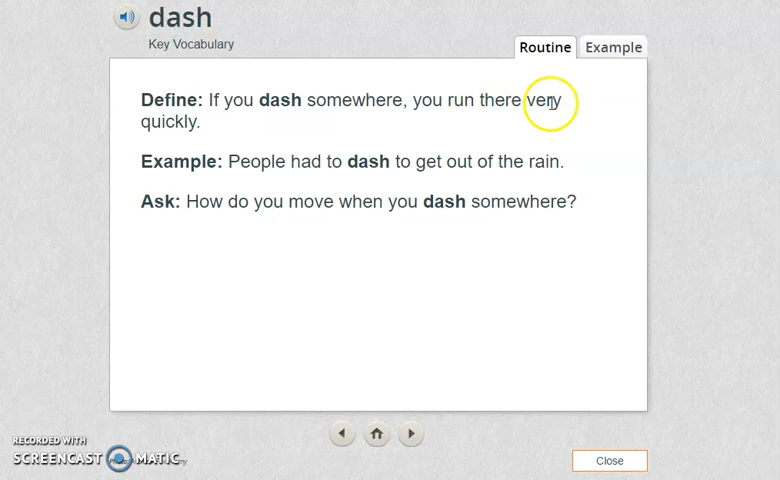 dash
Key Vocabulary
Routine
Example
Define: If you dash somewhere, you run there very
quickly.
Example: People had to dash to get out of the rain.
Ask: How do you move when you dash somewhere?
RECORDED WITH
SCREENCAST MATIC
Close